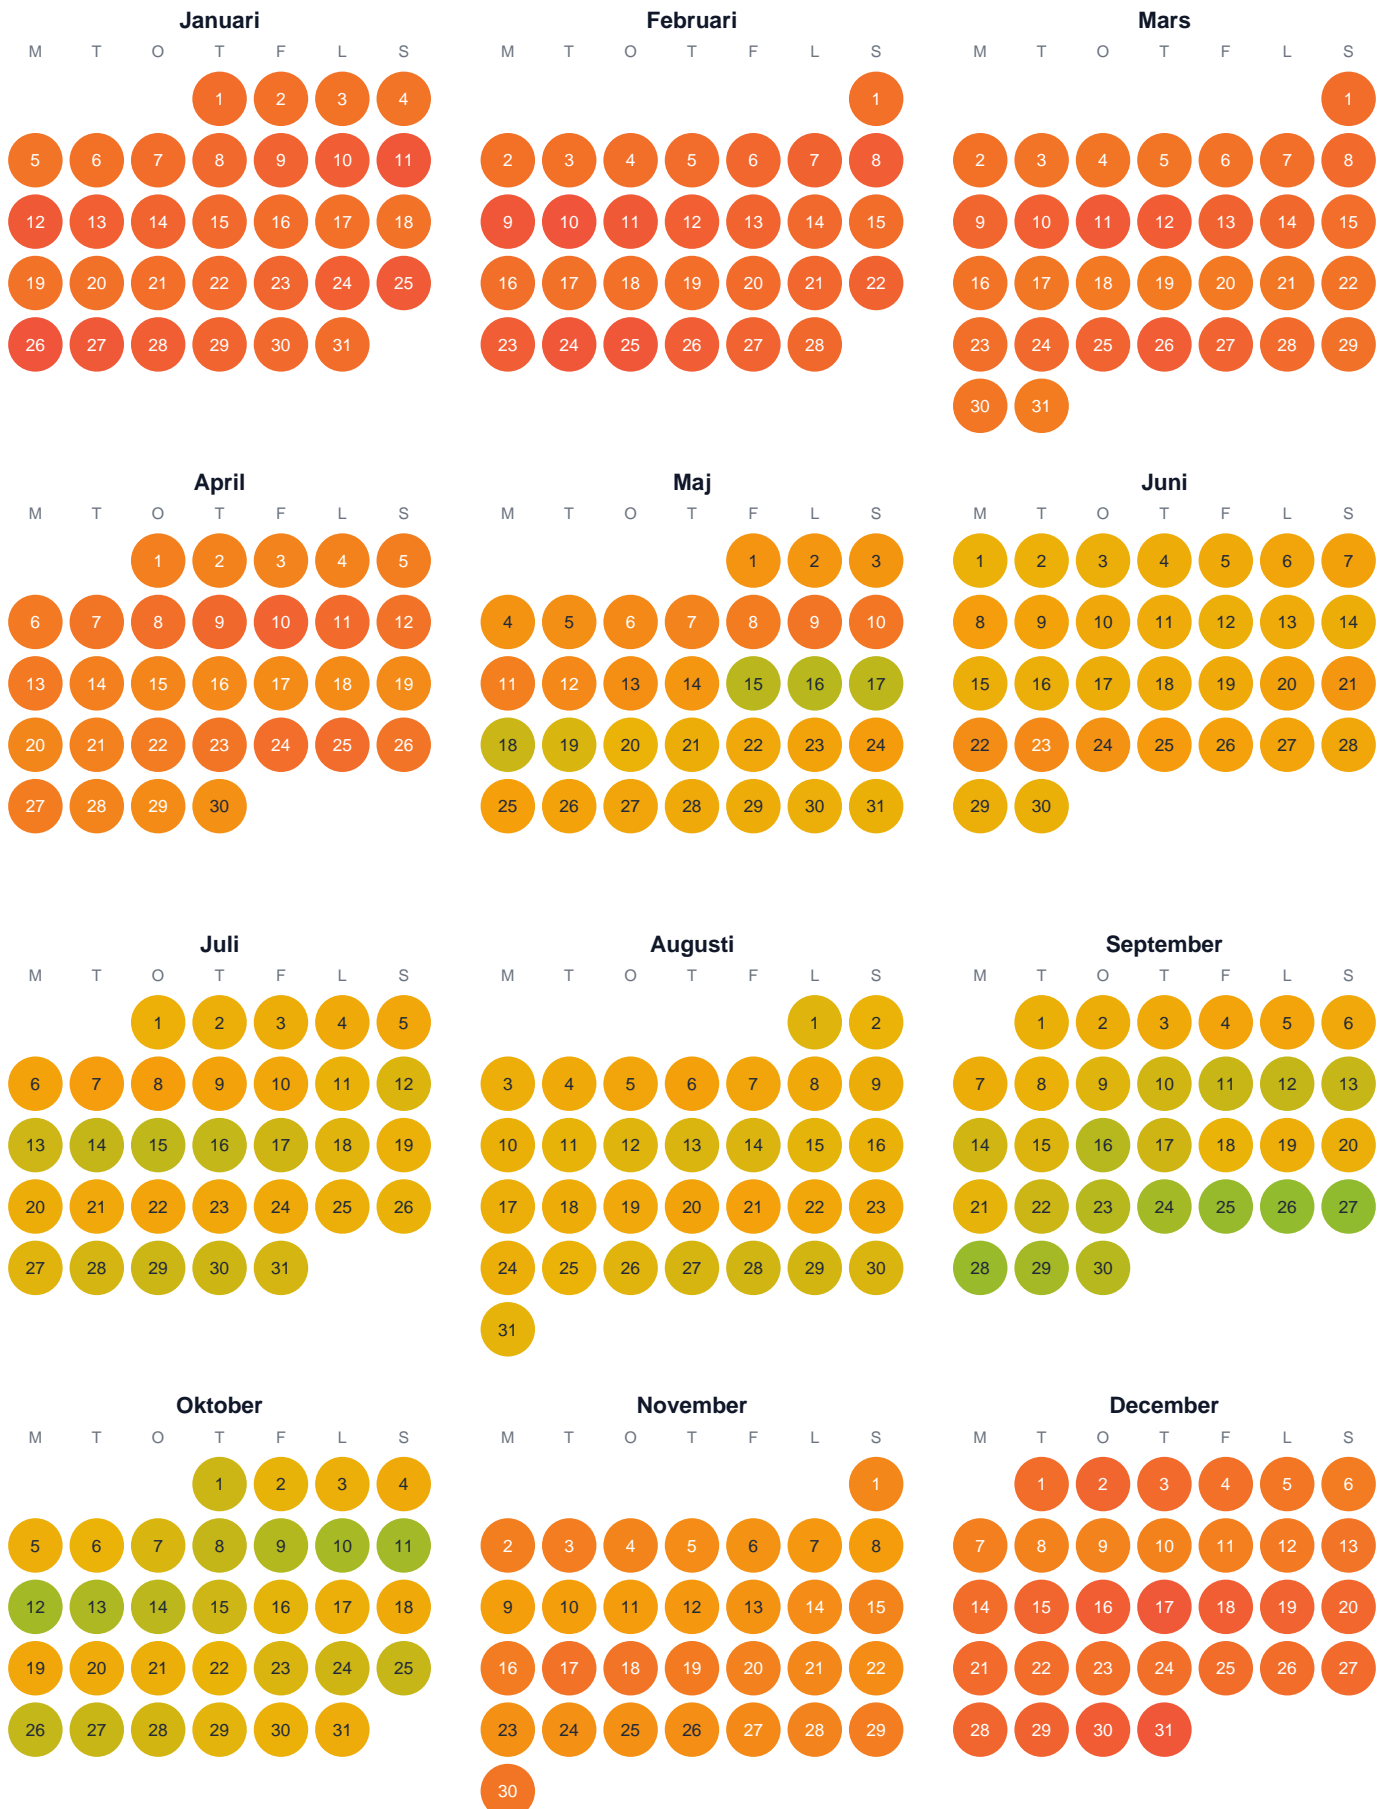 Januari Februari Mars
M T O T F L S M T O T F L S M T O T F L S
1 2 3 4 1 1
5 6 7 8 9 10 11 2 3 4 5 6 7 8 2 3 4 5 6 7 8
12 13 14 15 16 17 18 9 10 11 12 13 14 15 9 10 11 12 13 14 15
19 20 21 22 23 24 25 16 17 18 19 20 21 22 16 17 18 19 20 21 22
26 27 28 29 30 31 23 24 25 26 27 28 23 24 25 26 27 28 29
30 31
April Maj Juni
M T O T F L S M T O T F L S M T O T F L S
1 2 3 4 5 1 2 3 1 2 3 4 5 6 7
6 7 8 9 10 11 12 4 5 6 7 8 9 10 8 9 10 11 12 13 14
13 14 15 16 17 18 19 11 12 13 14 15 16 17 15 16 17 18 19 20 21
20 21 22 23 24 25 26 18 19 20 21 22 23 24 22 23 24 25 26 27 28
27 28 29 30 25 26 27 28 29 30 31 29 30
Juli Augusti September
M T O T F L S M T O T F L S M T O T F L S
1 2 3 4 5 1 2 1 2 3 4 5 6
6 7 8 9 10 11 12 3 4 5 6 7 8 9 7 8 9 10 11 12 13
13 14 15 16 17 18 19 10 11 12 13 14 15 16 14 15 16 17 18 19 20
20 21 22 23 24 25 26 17 18 19 20 21 22 23 21 22 23 24 25 26 27
27 28 29 30 31 24 25 26 27 28 29 30 28 29 30
31
Oktober November December
M T O T F L S M T O T F L S M T O T F L S
1 2 3 4 1 1 2 3 4 5 6
5 6 7 8 9 10 11 2 3 4 5 6 7 8 7 8 9 10 11 12 13
12 13 14 15 16 17 18 9 10 11 12 13 14 15 14 15 16 17 18 19 20
19 20 21 22 23 24 25 16 17 18 19 20 21 22 21 22 23 24 25 26 27
26 27 28 29 30 31 23 24 25 26 27 28 29 28 29 30 31
30